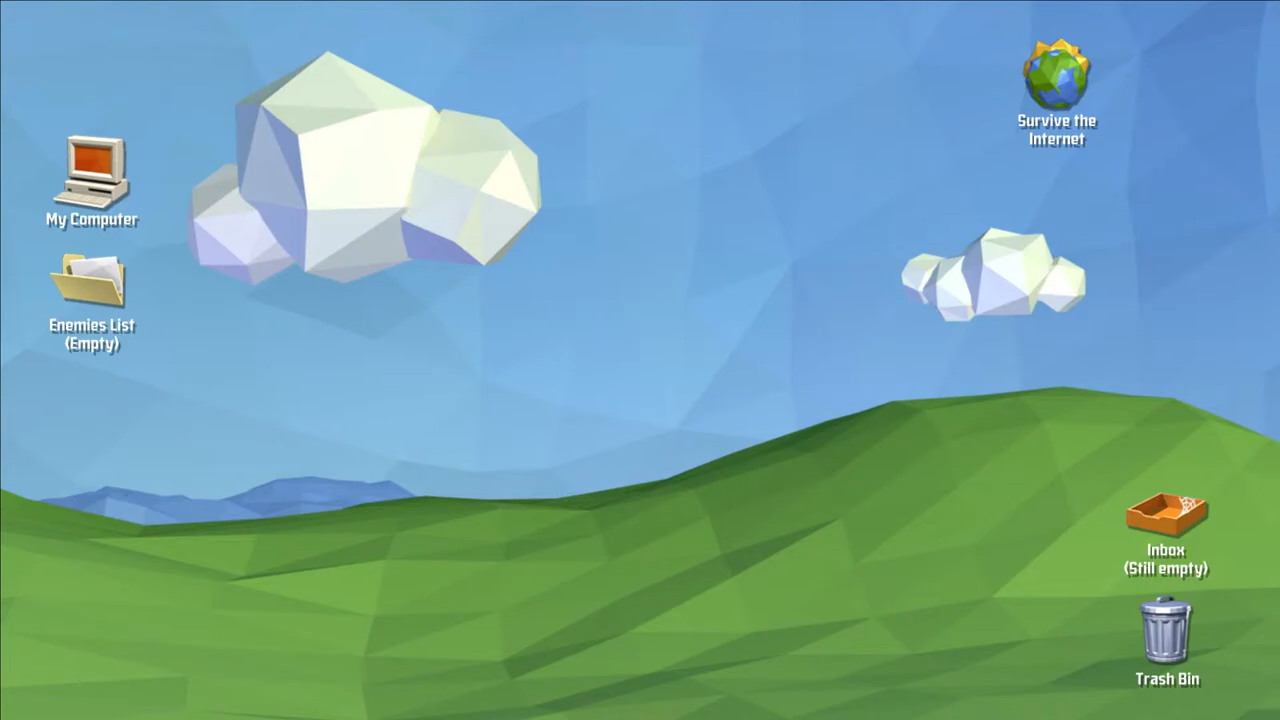 Survive the
Internet
My Computer
Enemies List
(Empty)
Inbox
(Still empty)
Trash Bin